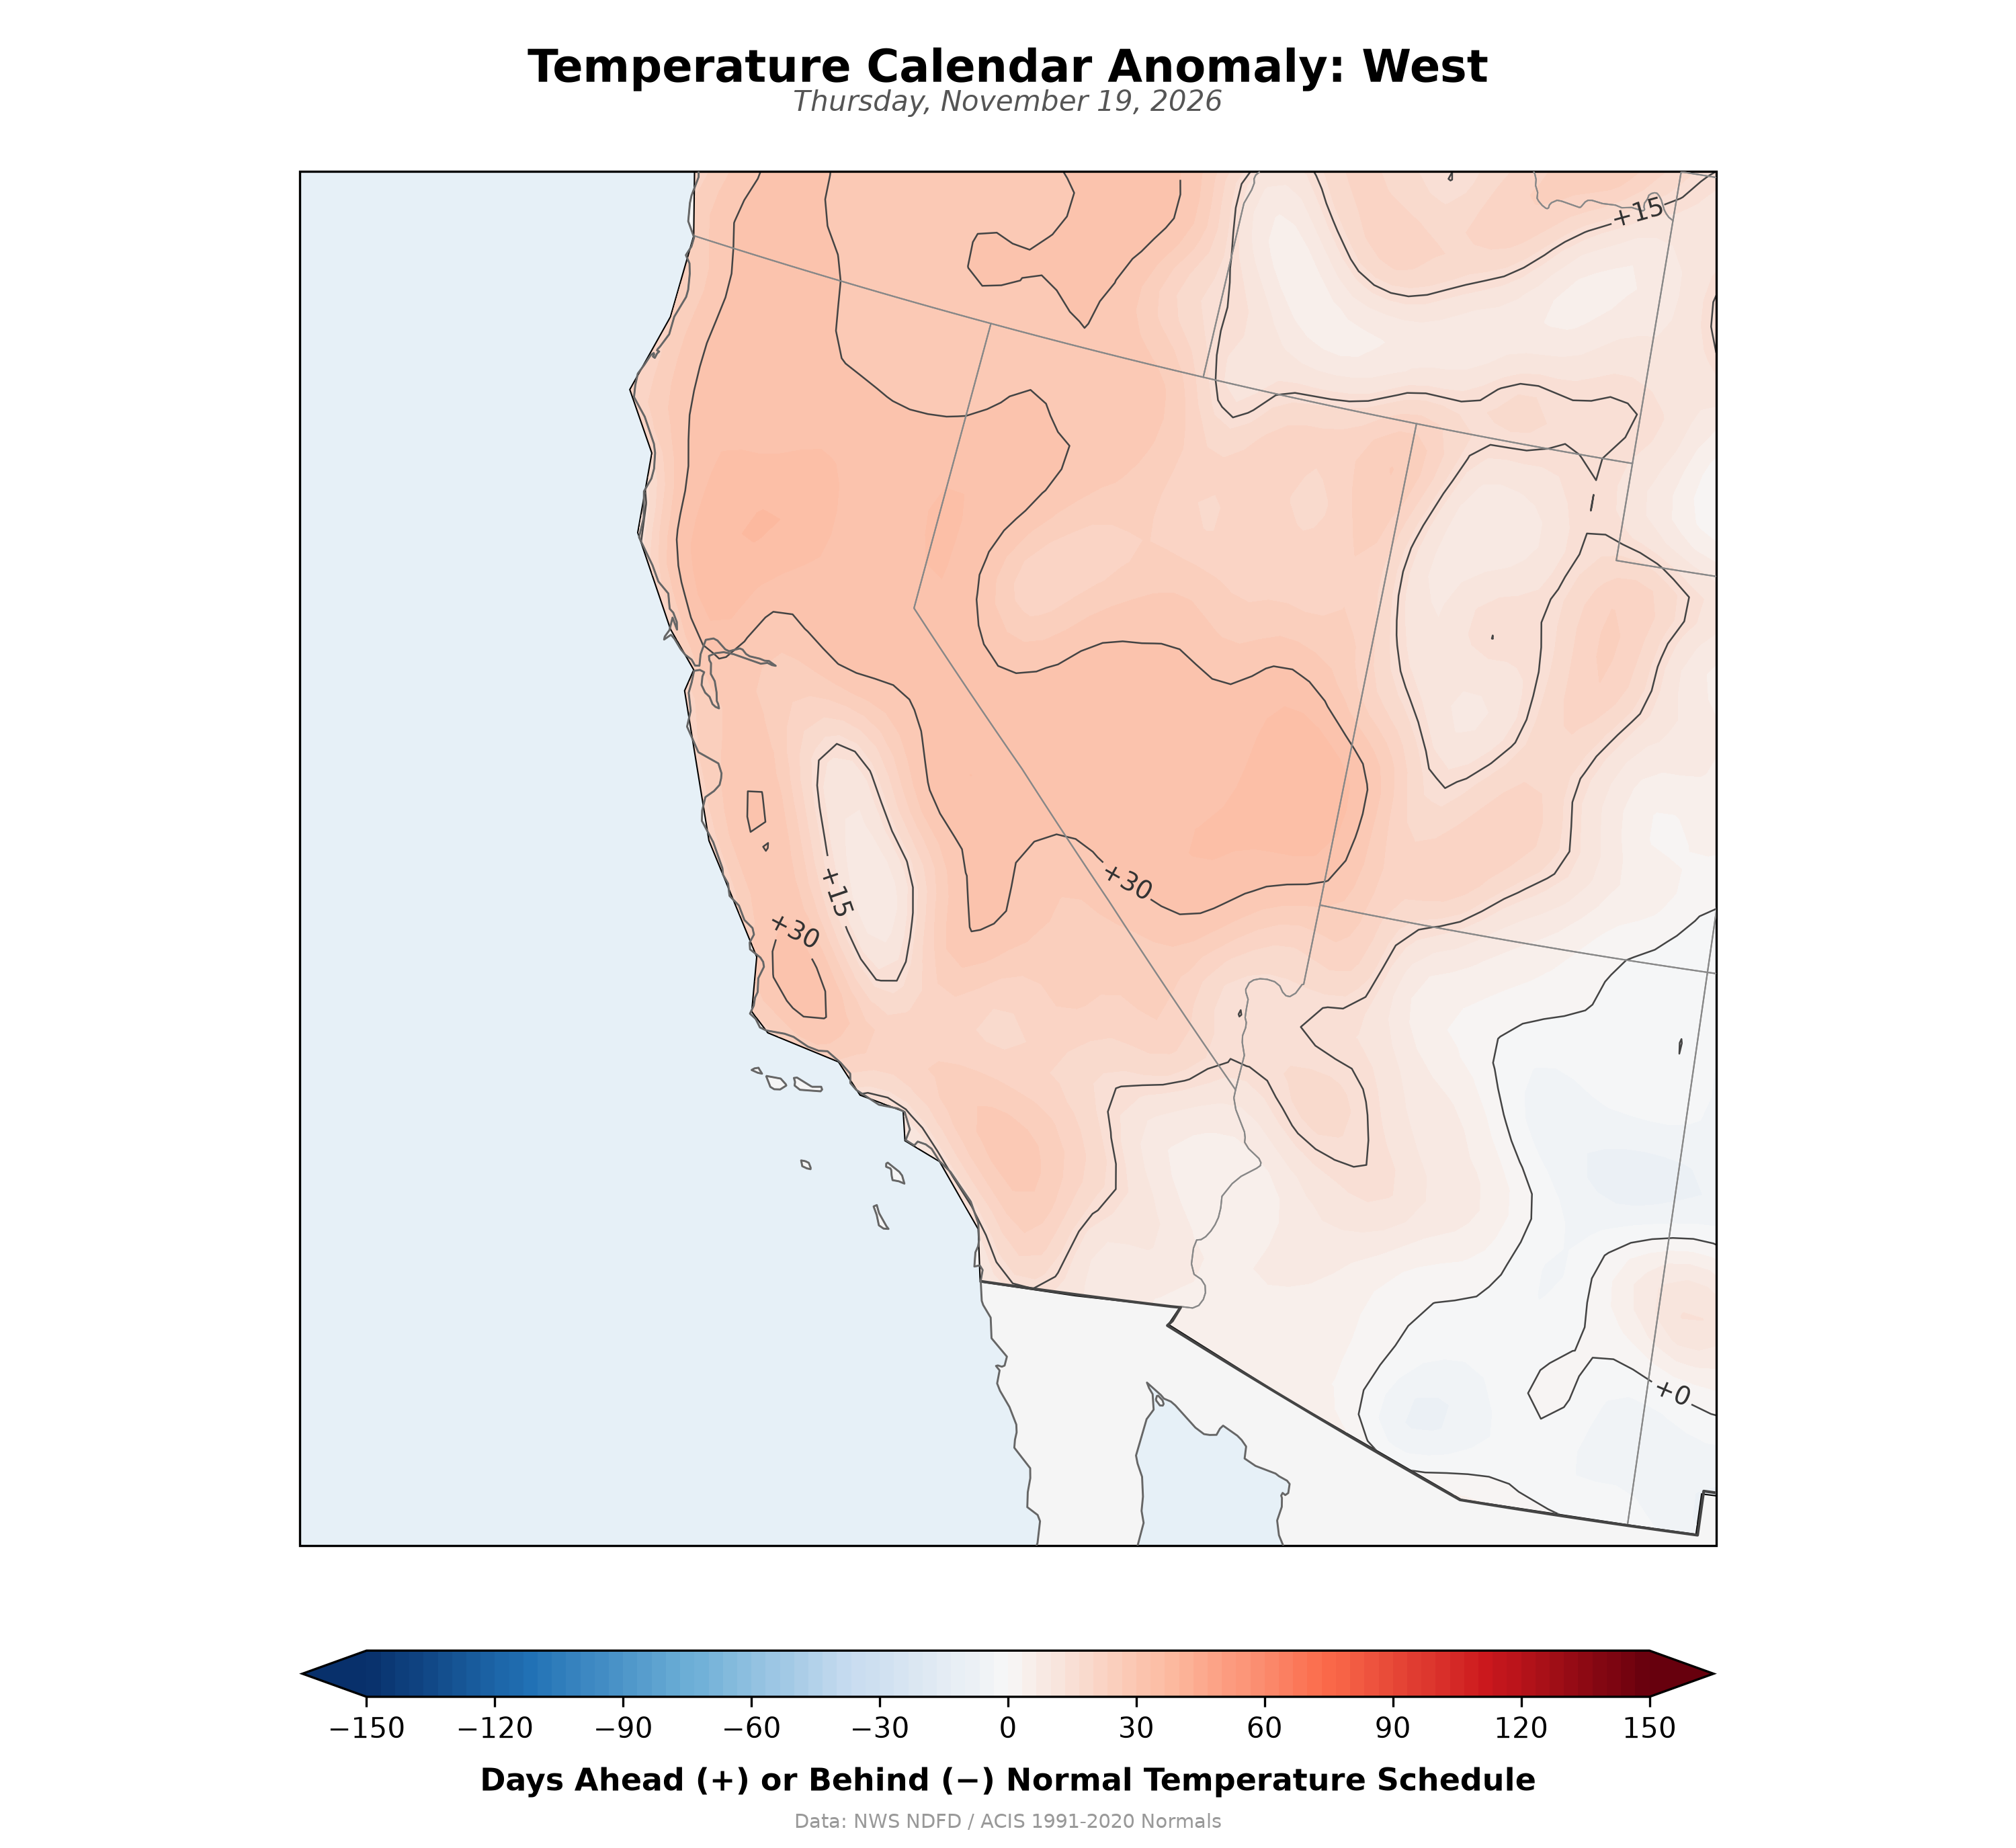 Temperature Calendar Anomaly: West
Thursday, November 19, 2026
+15
+30
+15
+30
+0
−150 −120 −90 −60 −30 0 30 60 90 120 150
Days Ahead (+) or Behind (−) Normal Temperature Schedule
Data: NWS NDFD / ACIS 1991-2020 Normals